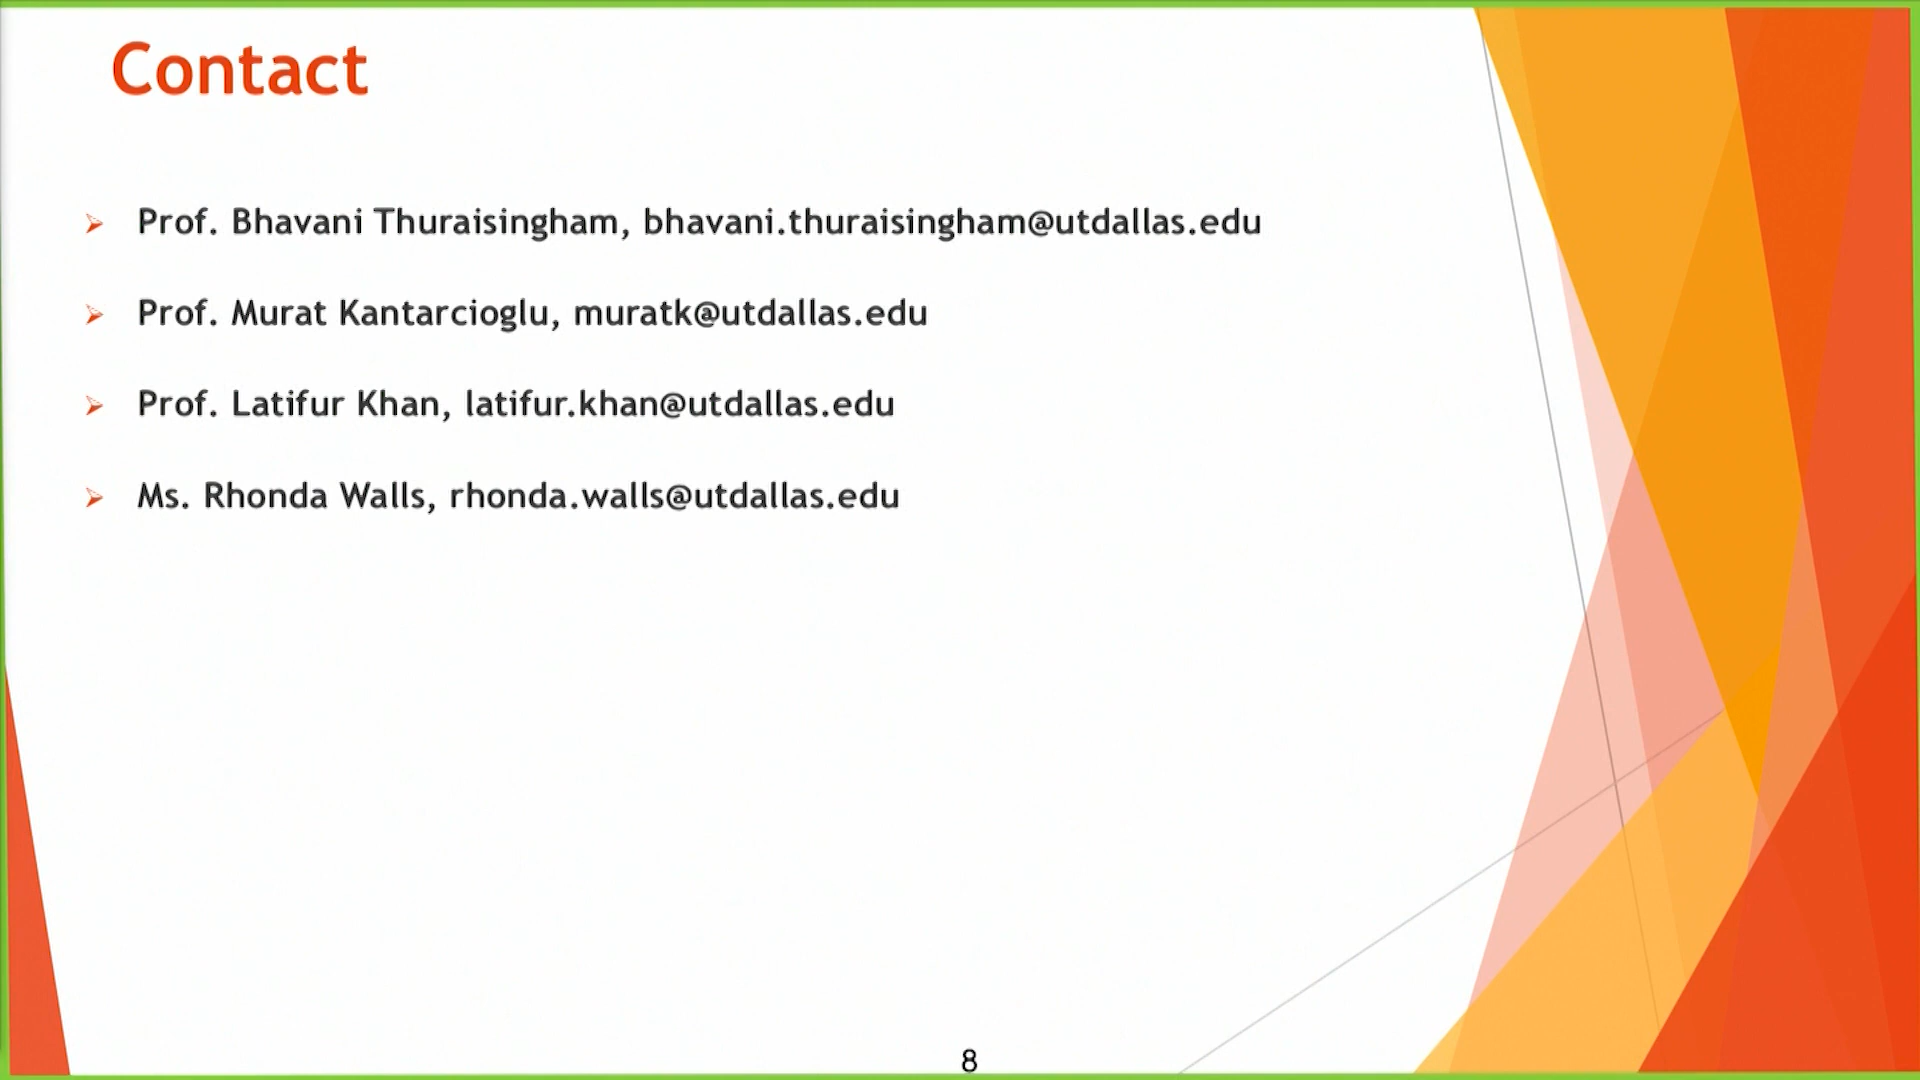 Contact
Prof. Bhavani Thuraisingham, bhavani.thuraisingham@utdallas.edu
Prof. Murat Kantarcioglu, muratk@utdallas.edu
Prof. Latifur Khan, latifur.khan@utdallas.edu
Ms. Rhonda Walls, rhonda.walls@utdallas.edu
8